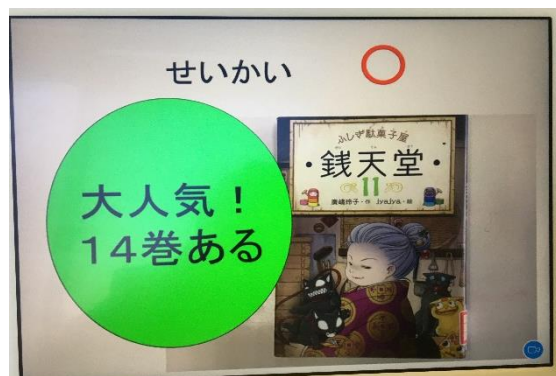 せいかい
大人気！
14巻ある
ふしぎ駄菓子屋
・銭天堂・
11
廣嶋玲子・作 jyajya・絵